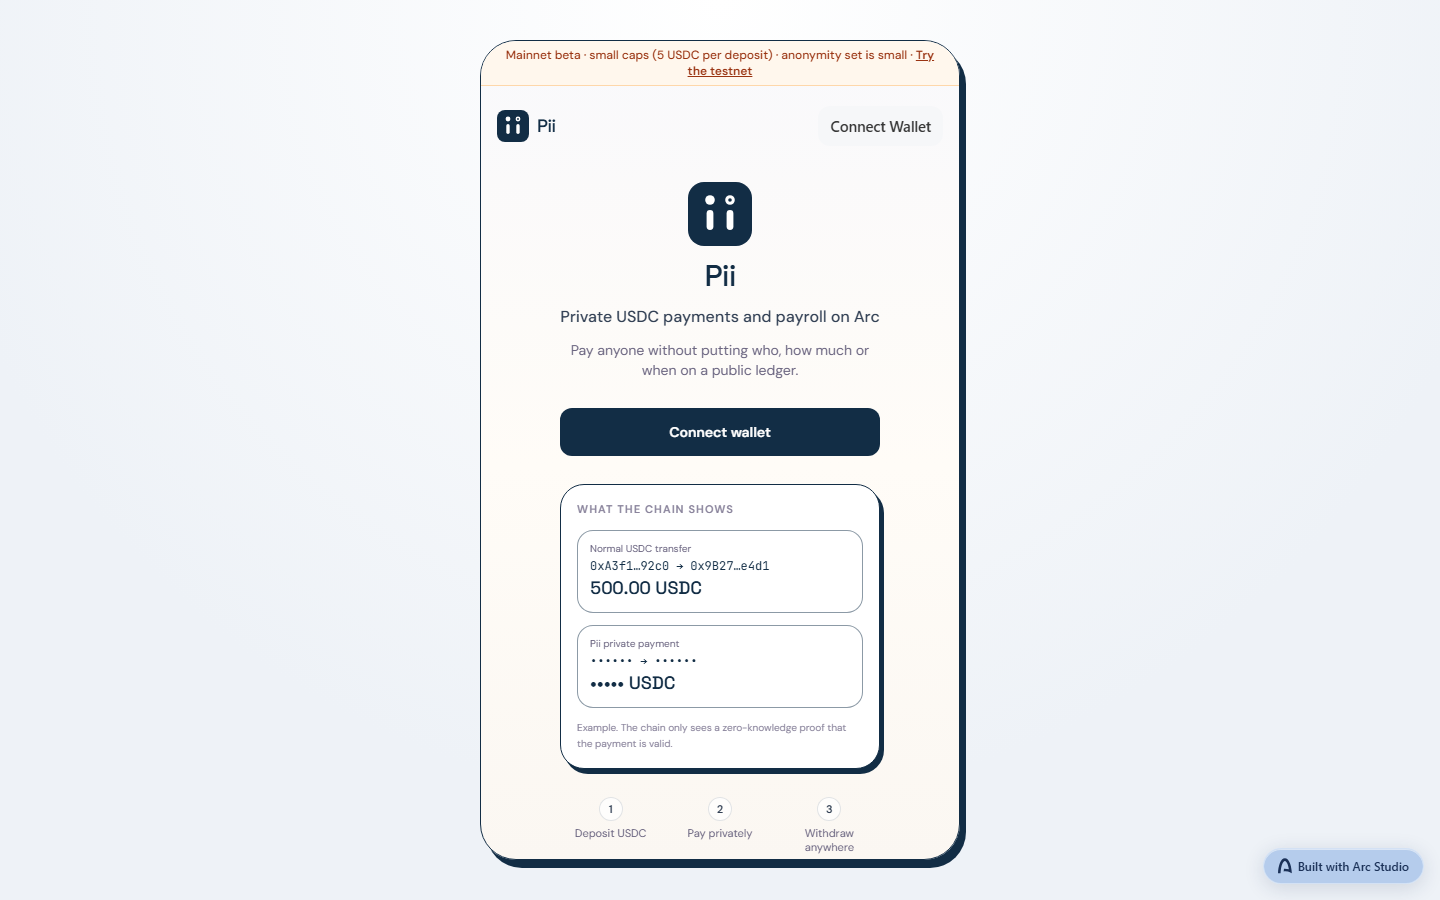 Mainnet beta · small caps (5 USDC per deposit) · anonymity set is small · Try
the testnet
Pii
Connect Wallet
Pii
Private USDC payments and payroll on Arc
Pay anyone without putting who, how much or
when on a public ledger.
Connect wallet
WHAT THE CHAIN SHOWS
Normal USDC transfer
0xA3f1…92c0 → 0x9B27…e4d1
500.00 USDC
Pii private payment
•••••• → ••••••
••••• USDC
Example. The chain only sees a zero-knowledge proof that
the payment is valid.
1
2
3
Deposit USDC
Pay privately
Withdraw
anywhere
Built with Arc Studio